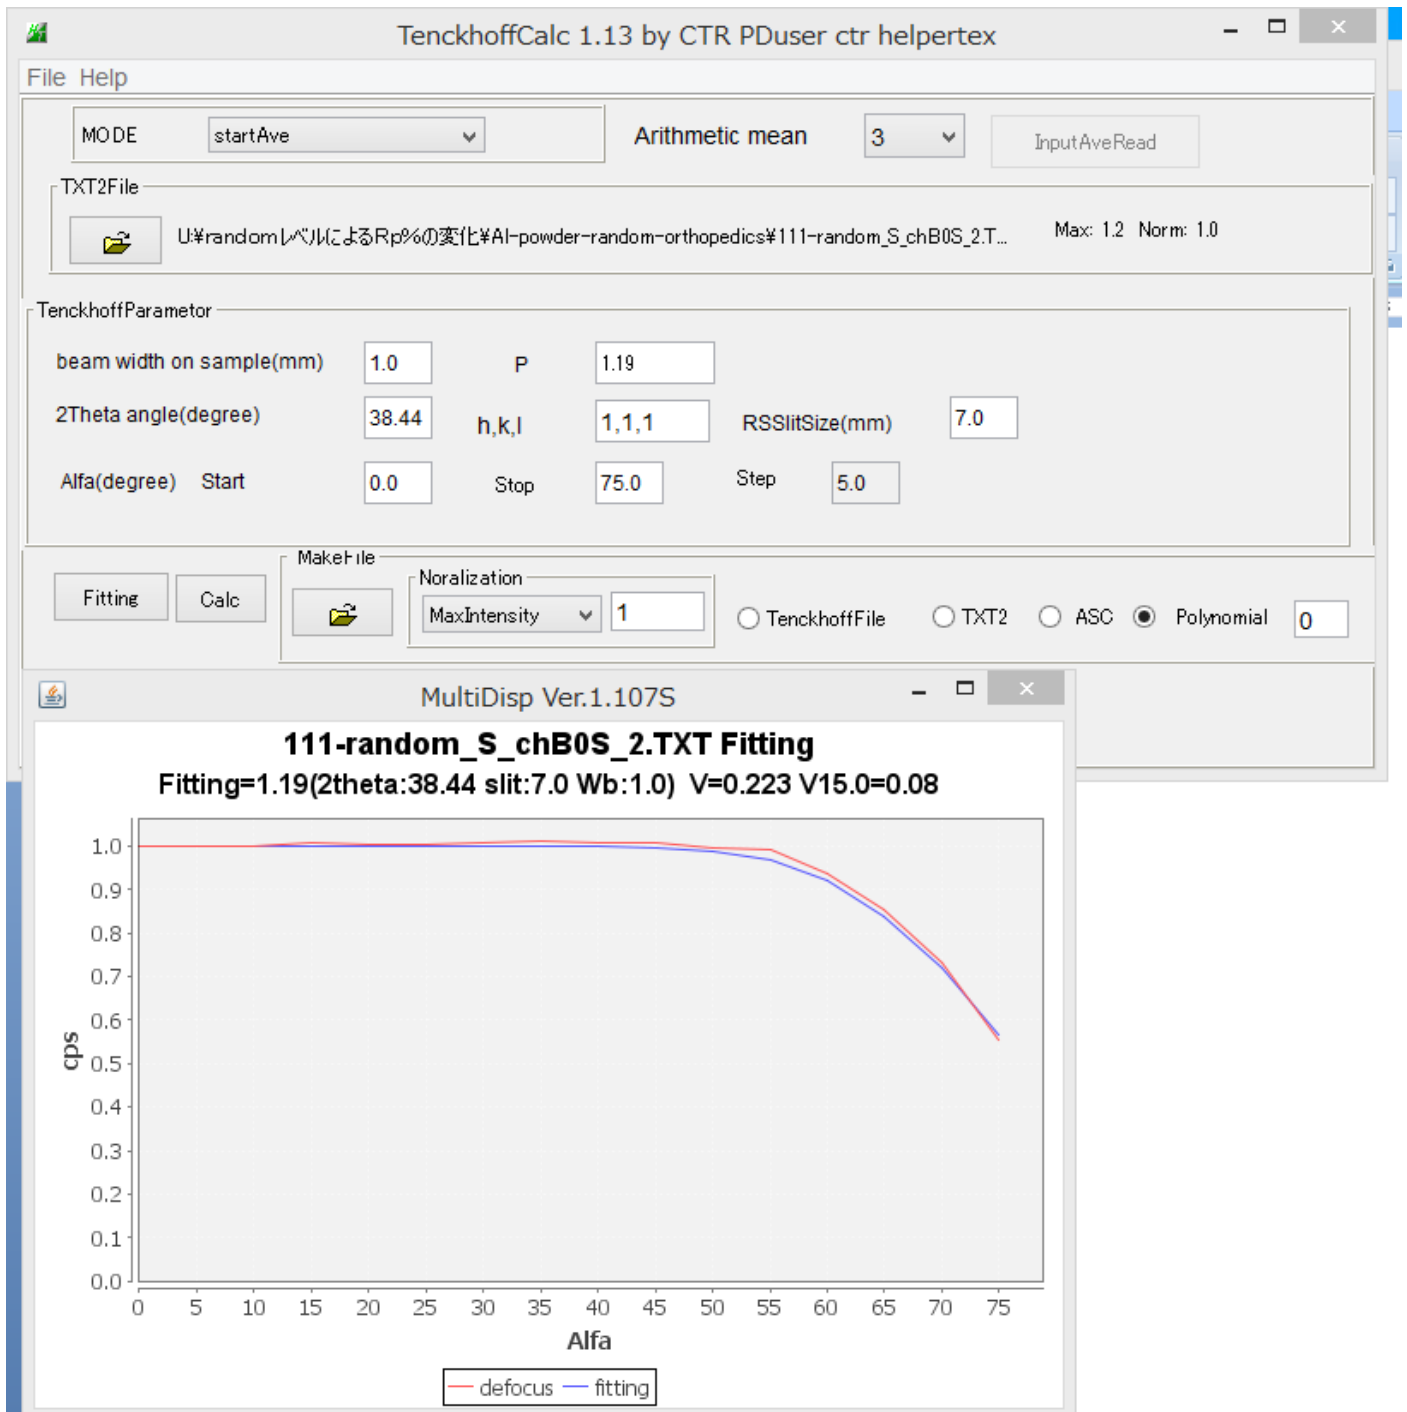 TenckhoffCalc 1.13 by CTR PDuser ctr helpertex
File Help
MODE startAve Arithmetic mean 3 InputAveRead
TXT2File
U:¥randomレベルによるRp%の変化¥Al-powder-random-orthopedics¥111-random_S_chB0S_2.T... Max: 1.2 Norm: 1.0
TenckhoffParametor
beam width on sample(mm) 1.0 P 1.19
2Theta angle(degree) 38.44 h,k,l 1,1,1 RSSlitSize(mm) 7.0
Alfa(degree) Start 0.0 Stop 75.0 Step 5.0
MakeFile
Fitting Calc Noralization MaxIntensity 1 TenckhoffFile TXT2 ASC Polynomial 0
MultiDisp Ver.1.107S
111-random_S_chB0S_2.TXT Fitting
Fitting=1.19(2theta:38.44 slit:7.0 Wb:1.0) V=0.223 V15.0=0.08
1.0
0.9
0.8
0.7
0.6
0.5
0.4
0.3
0.2
0.1
0.0
cps
0 5 10 15 20 25 30 35 40 45 50 55 60 65 70 75
Alfa
defocus fitting